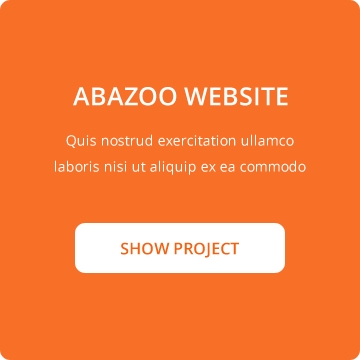 ABAZOO WEBSITE
Quis nostrud exercitation ullamco
laboris nisi ut aliquip ex ea commodo
SHOW PROJECT